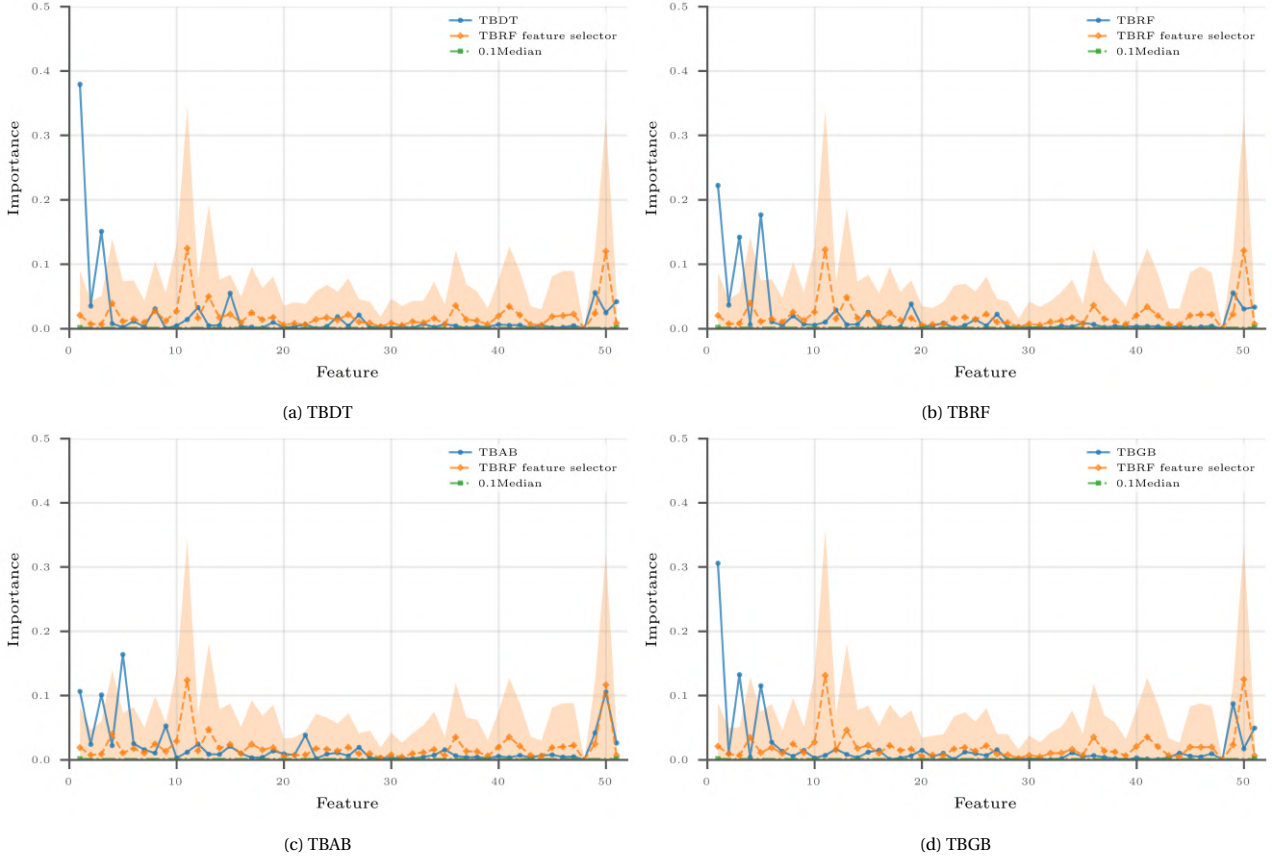 0.5
0.4
0.3
0.2
0.1
0.0
Importance
0 10 20 30 40 50
Feature
TBDT
TBRF feature selector
0.1Median
(a) TBDT
0.5
0.4
0.3
0.2
0.1
0.0
Importance
0 10 20 30 40 50
Feature
TBRF
TBRF feature selector
0.1Median
(b) TBRF
0.5
0.4
0.3
0.2
0.1
0.0
Importance
0 10 20 30 40 50
Feature
TBAB
TBRF feature selector
0.1Median
(c) TBAB
0.5
0.4
0.3
0.2
0.1
0.0
Importance
0 10 20 30 40 50
Feature
TBGB
TBRF feature selector
0.1Median
(d) TBGB